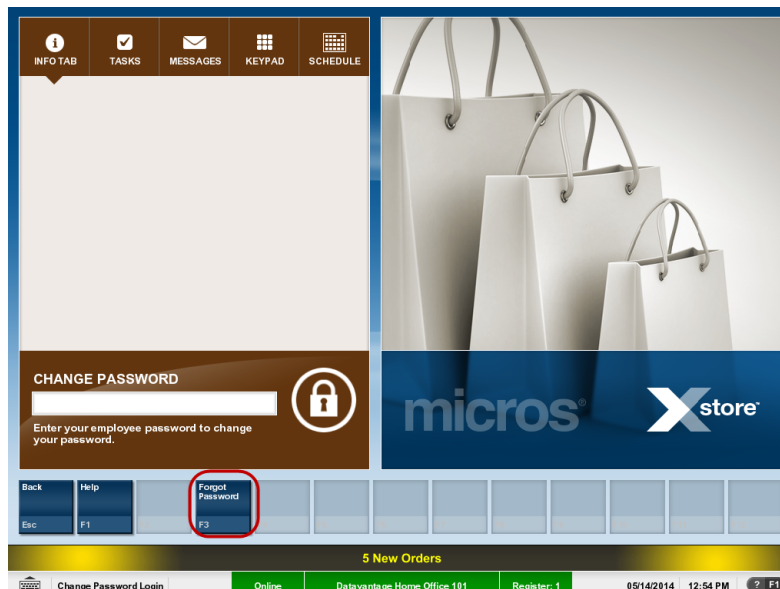 INFO TAB
TASKS
MESSAGES
KEYPAD
SCHEDULE
CHANGE PASSWORD
Enter your employee password to change
your password.
micros®
Xstore™
Back
Esc
Help
F1
Forgot
Password
F3
5 New Orders
Change Password Login
Online
Datavantage Home Office 101
Register: 1
05/14/2014
12:54 PM
? F1